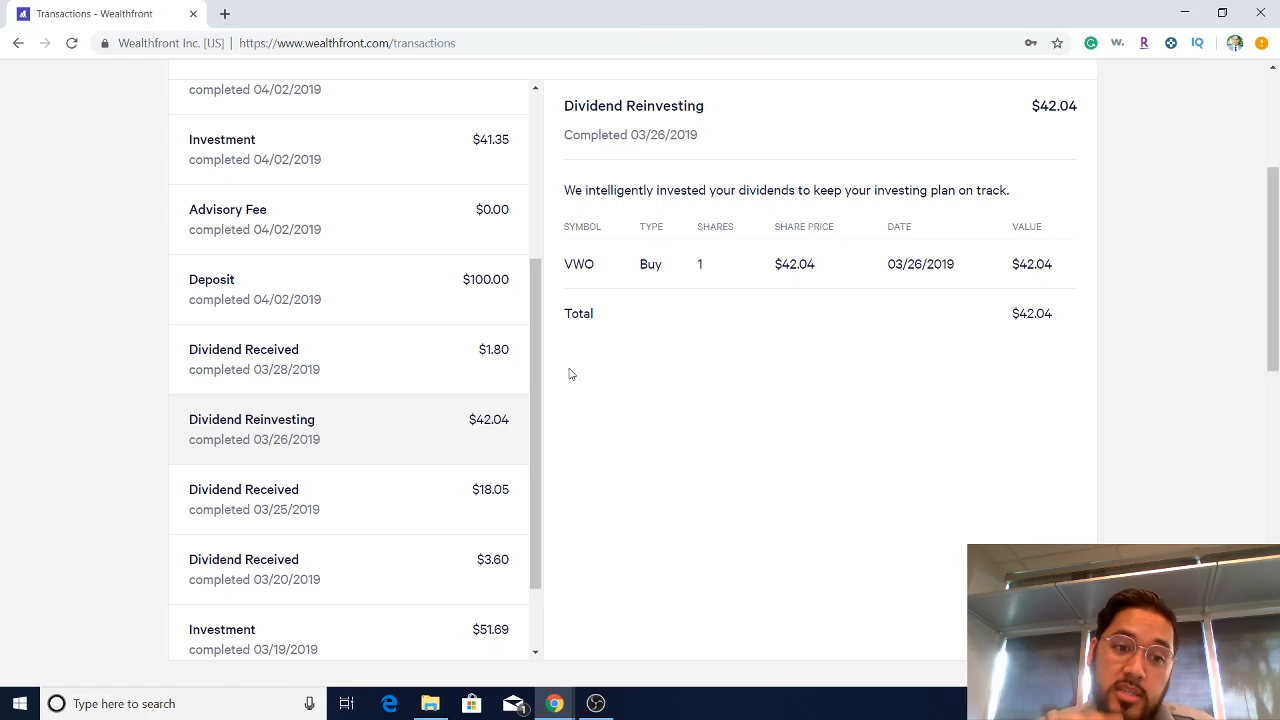 Transactions - Wealthfront
Wealthfront Inc. [US] | https://www.wealthfront.com/transactions
w.
R
IQ
completed 04/02/2019
Investment $41.35
completed 04/02/2019
Advisory Fee $0.00
completed 04/02/2019
Deposit $100.00
completed 04/02/2019
Dividend Received $1.80
completed 03/28/2019
Dividend Reinvesting $42.04
completed 03/26/2019
Dividend Received $18.05
completed 03/25/2019
Dividend Received $3.60
completed 03/20/2019
Investment $51.69
completed 03/19/2019
Dividend Reinvesting $42.04
Completed 03/26/2019
We intelligently invested your dividends to keep your investing plan on track.
SYMBOL TYPE SHARES SHARE PRICE DATE VALUE
VWO Buy 1 $42.04 03/26/2019 $42.04
Total $42.04
Type here to search
1